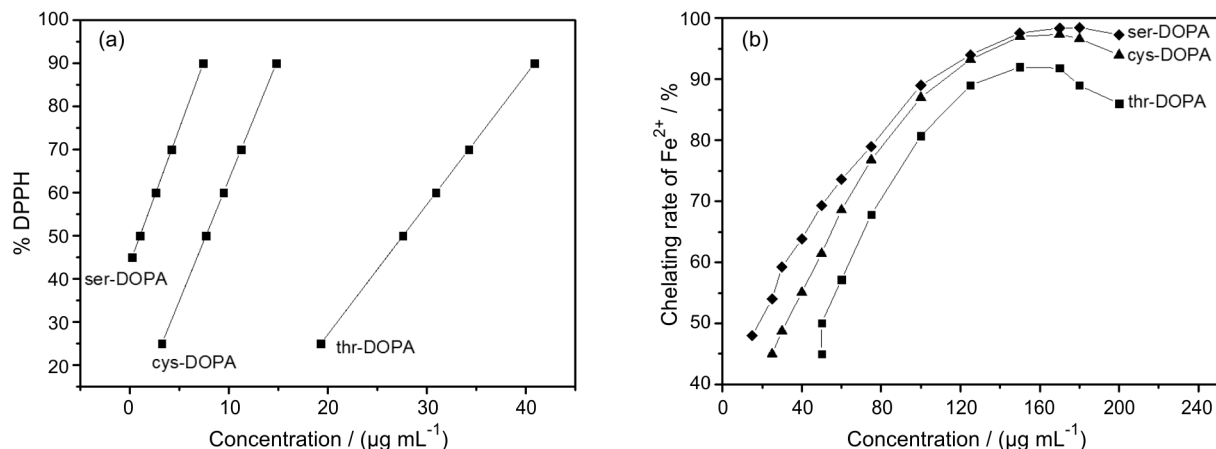 (a)
% DPPH
100
90
80
70
60
50
40
30
20
ser-DOPA
cys-DOPA
thr-DOPA
0 10 20 30 40
Concentration / (µg mL⁻¹)
(b)
Chelating rate of Fe²⁺ / %
100
90
80
70
60
50
40
ser-DOPA
cys-DOPA
thr-DOPA
0 40 80 120 160 200 240
Concentration / (µg mL⁻¹)